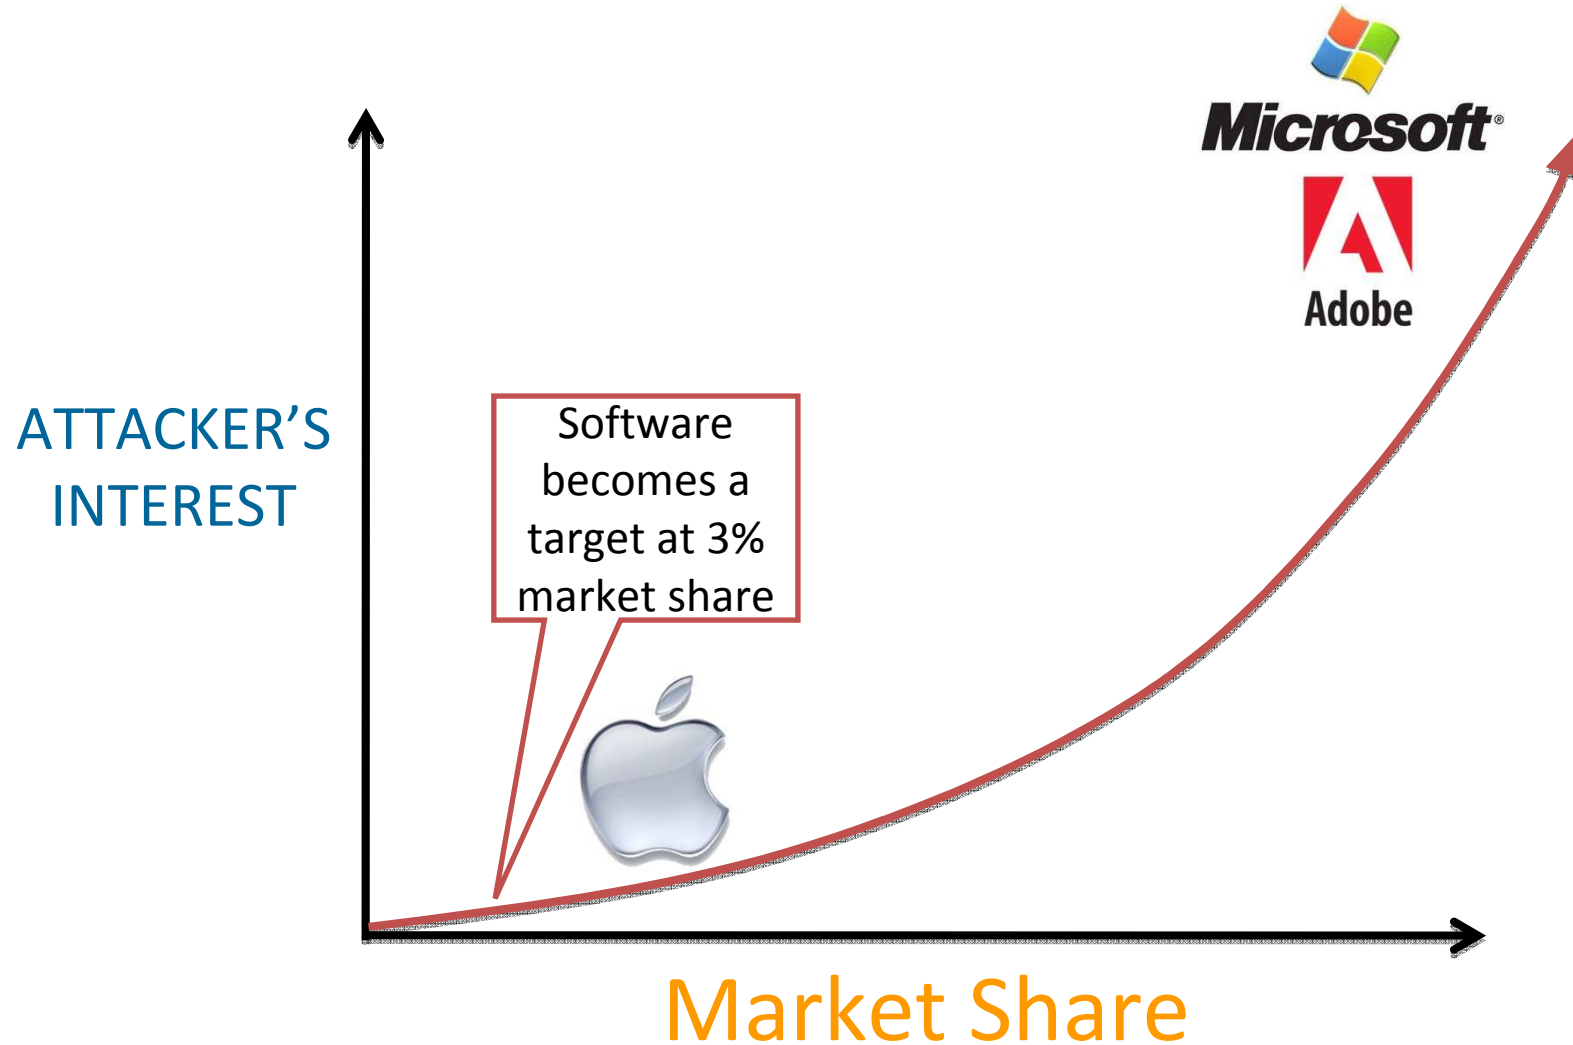 Microsoft®
Adobe
ATTACKER’S
INTEREST
Software
becomes a
target at 3%
market share
Market Share